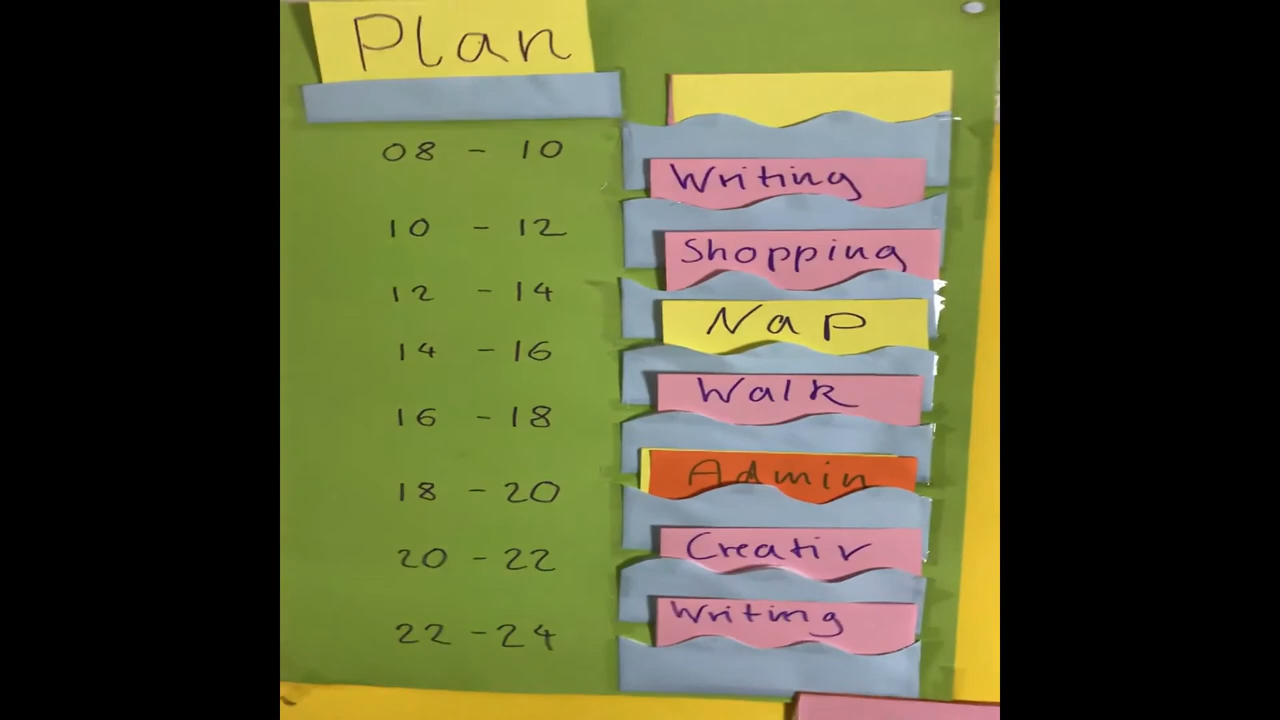 Plan
08 - 10
Writing
10 - 12
Shopping
12 - 14
Nap
14 - 16
Walk
16 - 18
Admin
18 - 20
Creativ
20 - 22
Writing
22 - 24